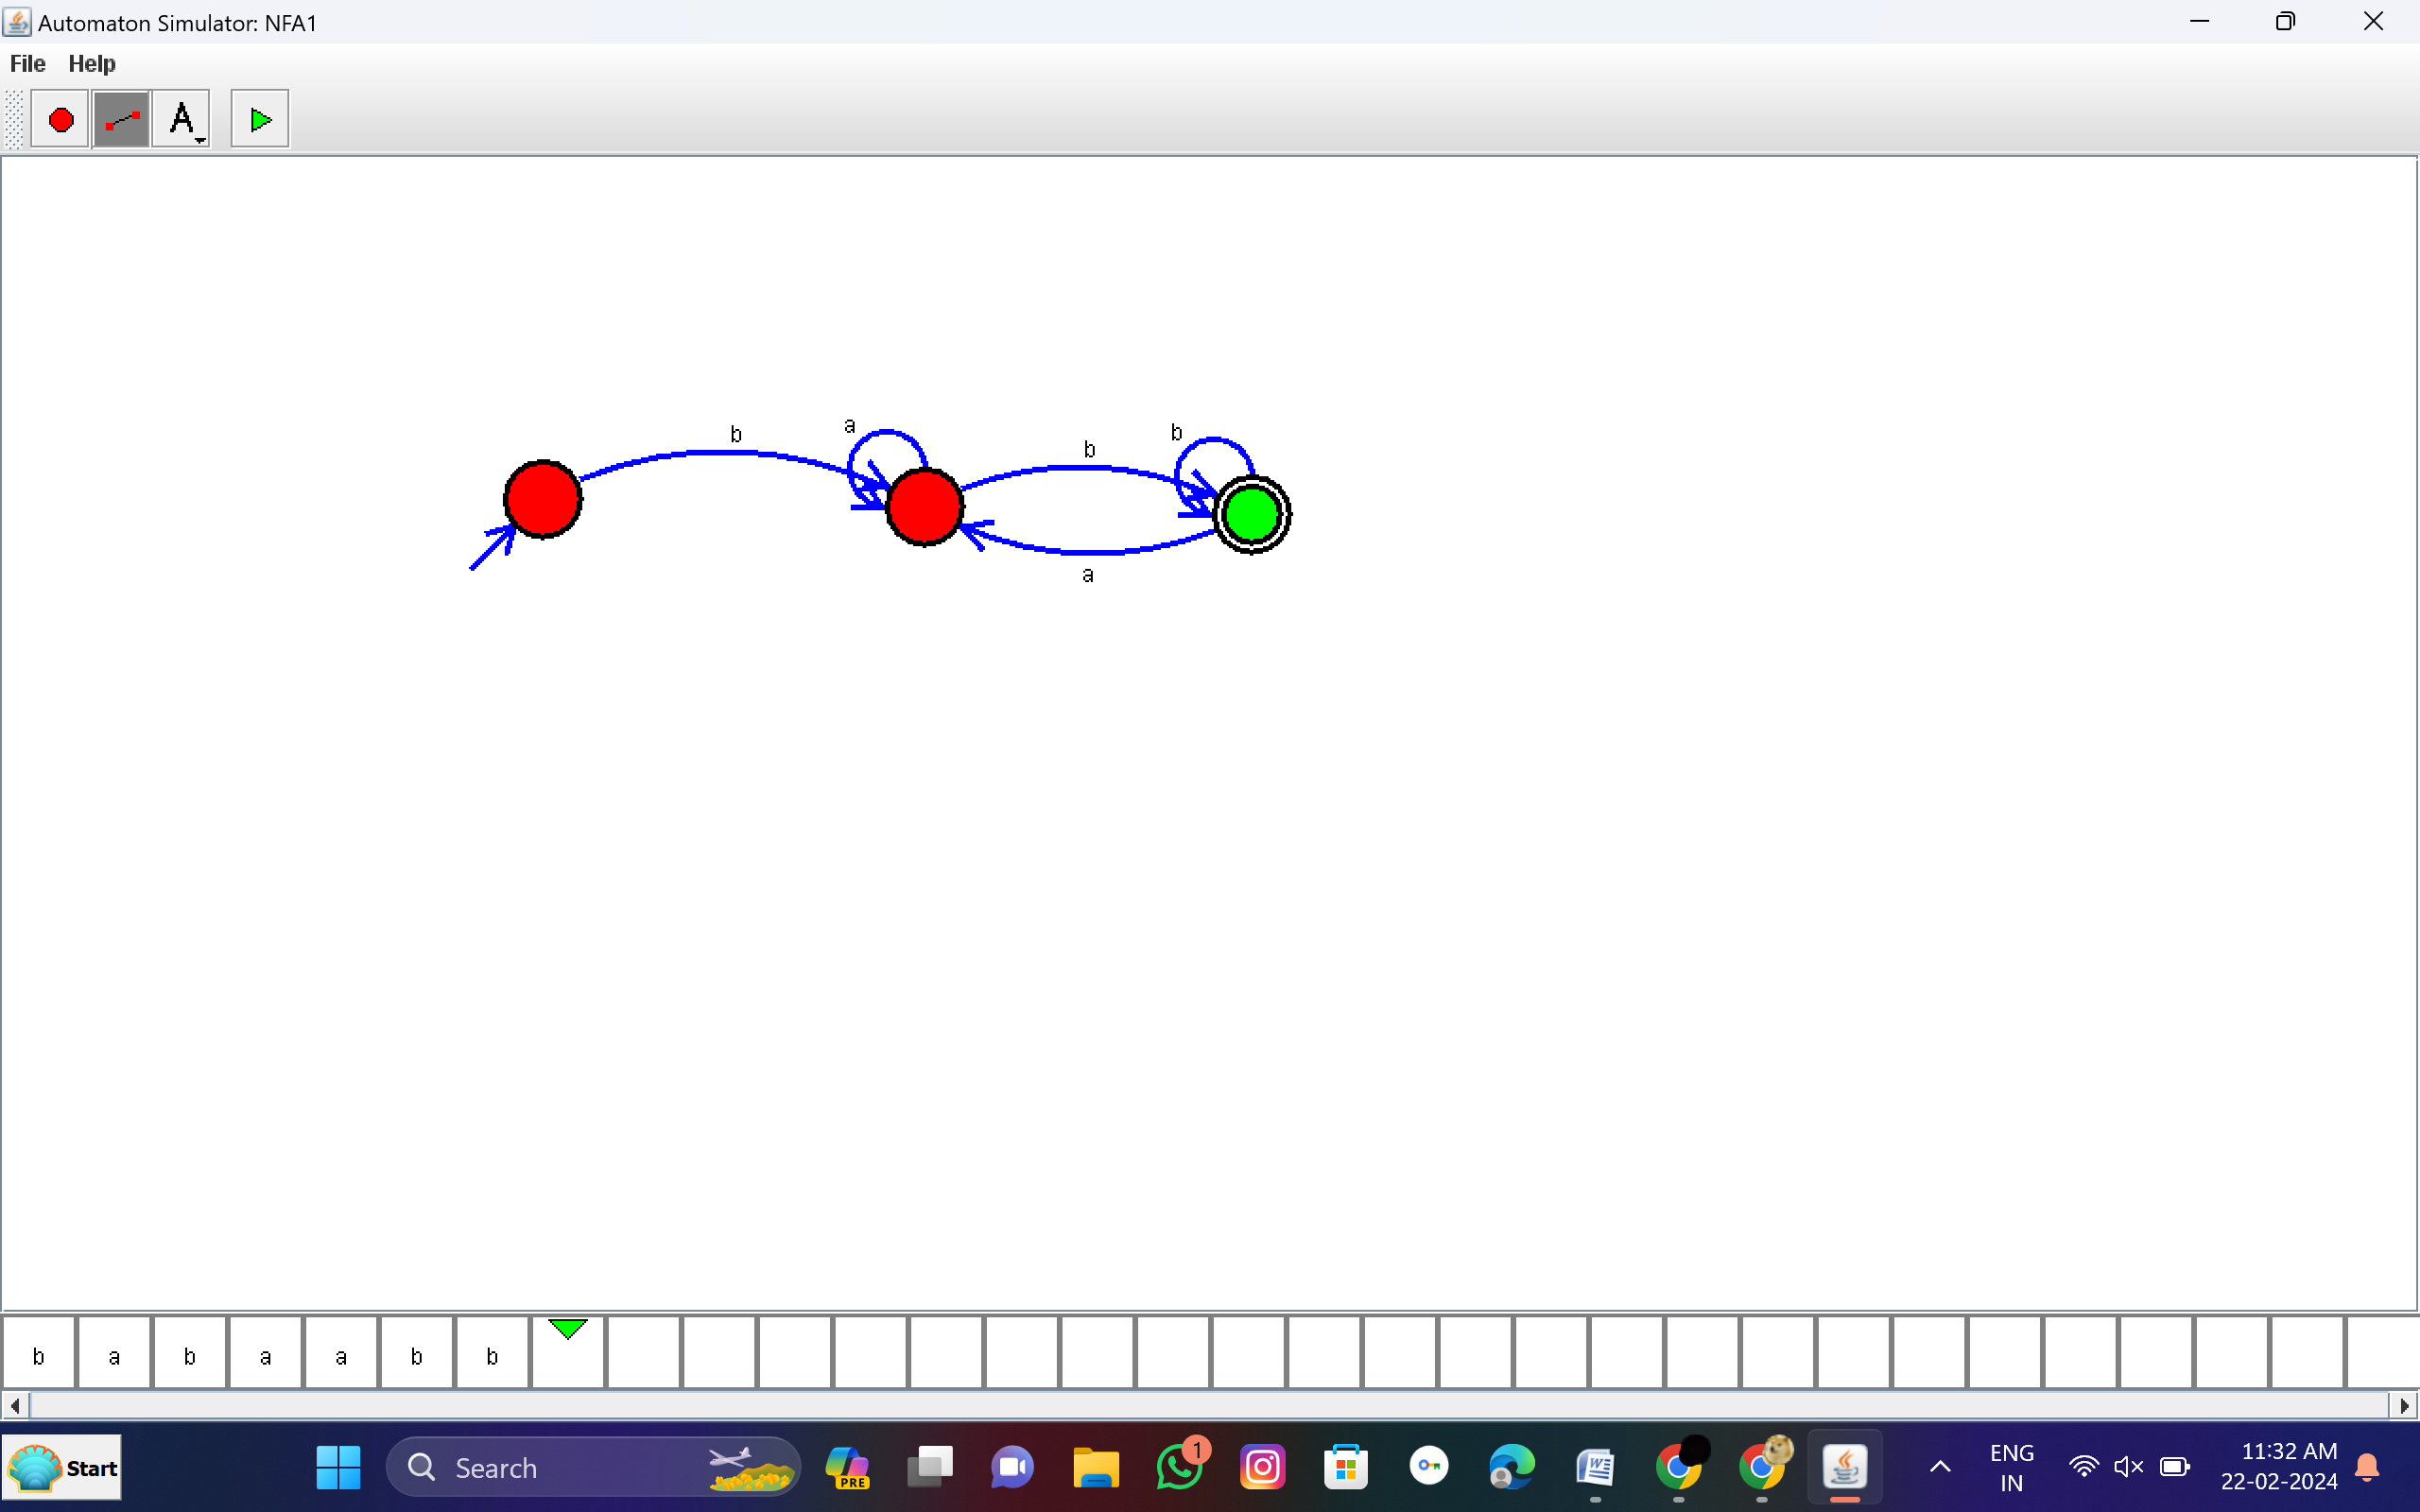 Automaton Simulator: NFA1
File Help
A
a
b
b
b
a
b a b a a b b
Start
Search
PRE
1
ENG
IN
11:32 AM
22-02-2024